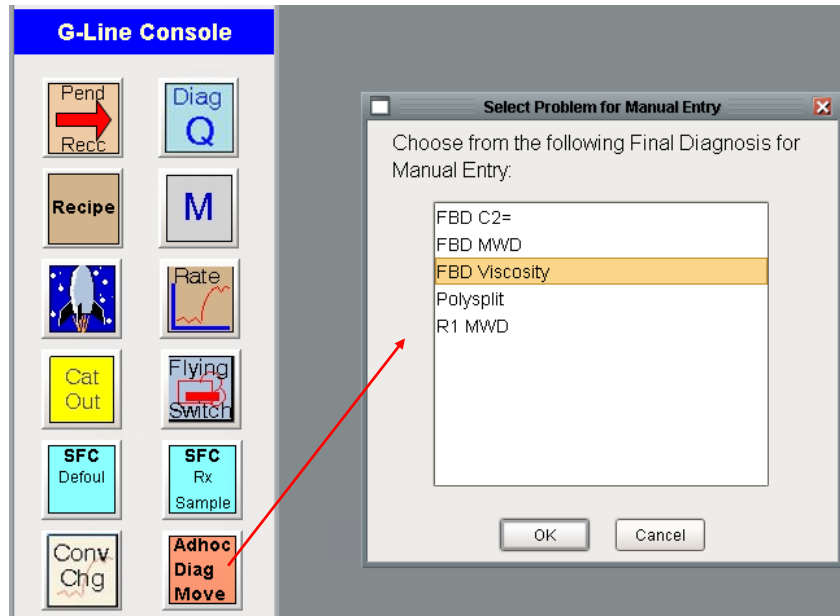 G-Line Console
Pend
Recc
Diag
Q
Recipe
M
Rate
Cat
Out
Flying
Switch
SFC
Defoul
SFC
Rx
Sample
Conv
Chg
Adhoc
Diag
Move
Select Problem for Manual Entry
Choose from the following Final Diagnosis for
Manual Entry:
FBD C2=
FBD MWD
FBD Viscosity
Polysplit
R1 MWD
OK
Cancel